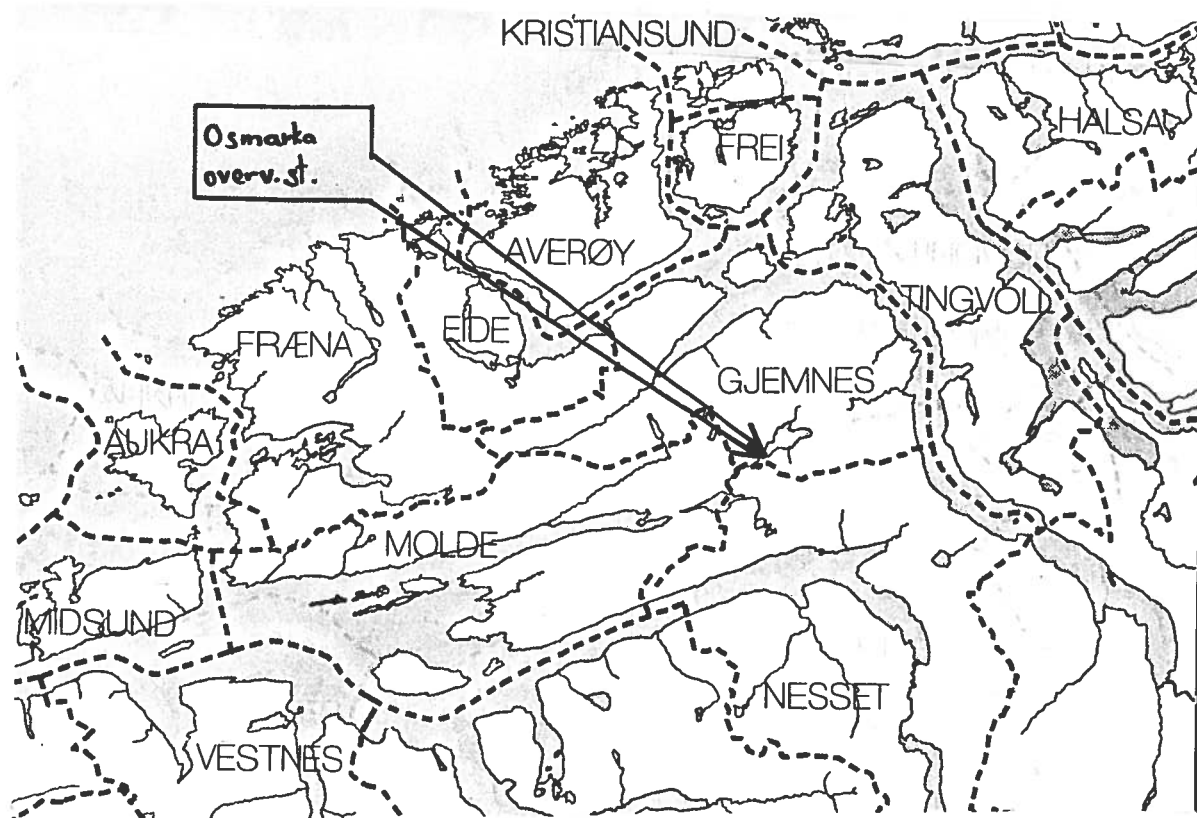 KRISTIANSUND
HALSA
Osmarka
overv.st.
FREI
AVERØY
TINGVOLL
EIDE
FRÆNA
GJEMNES
AUKRA
MOLDE
MIDSUND
NESSET
VESTNES